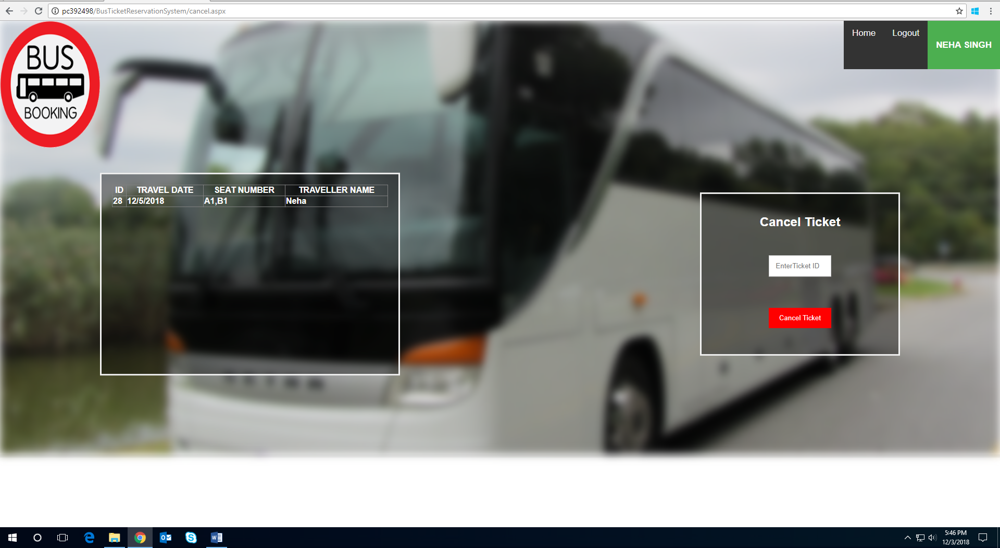 pc392498/BusTicketReservationSystem/cancel.aspx
Home Logout NEHA SINGH
BUS
BOOKING
ID TRAVEL DATE SEAT NUMBER TRAVELLER NAME
28 12/5/2018 A1,B1 Neha
Cancel Ticket
EnterTicket ID
Cancel Ticket
5:46 PM
12/3/2018